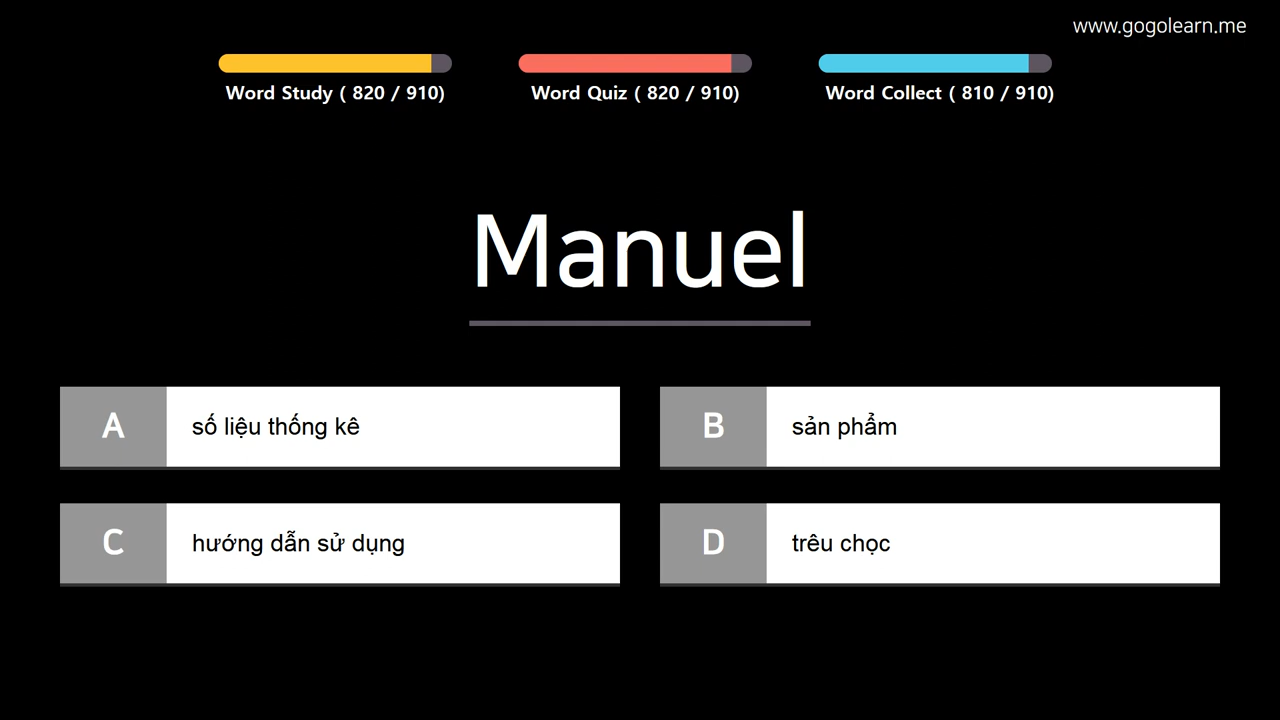 www.gogolearn.me
Word Study ( 820 / 910)
Word Quiz ( 820 / 910)
Word Collect ( 810 / 910)
Manuel
A số liệu thống kê
B sản phẩm
C hướng dẫn sử dụng
D trêu chọc